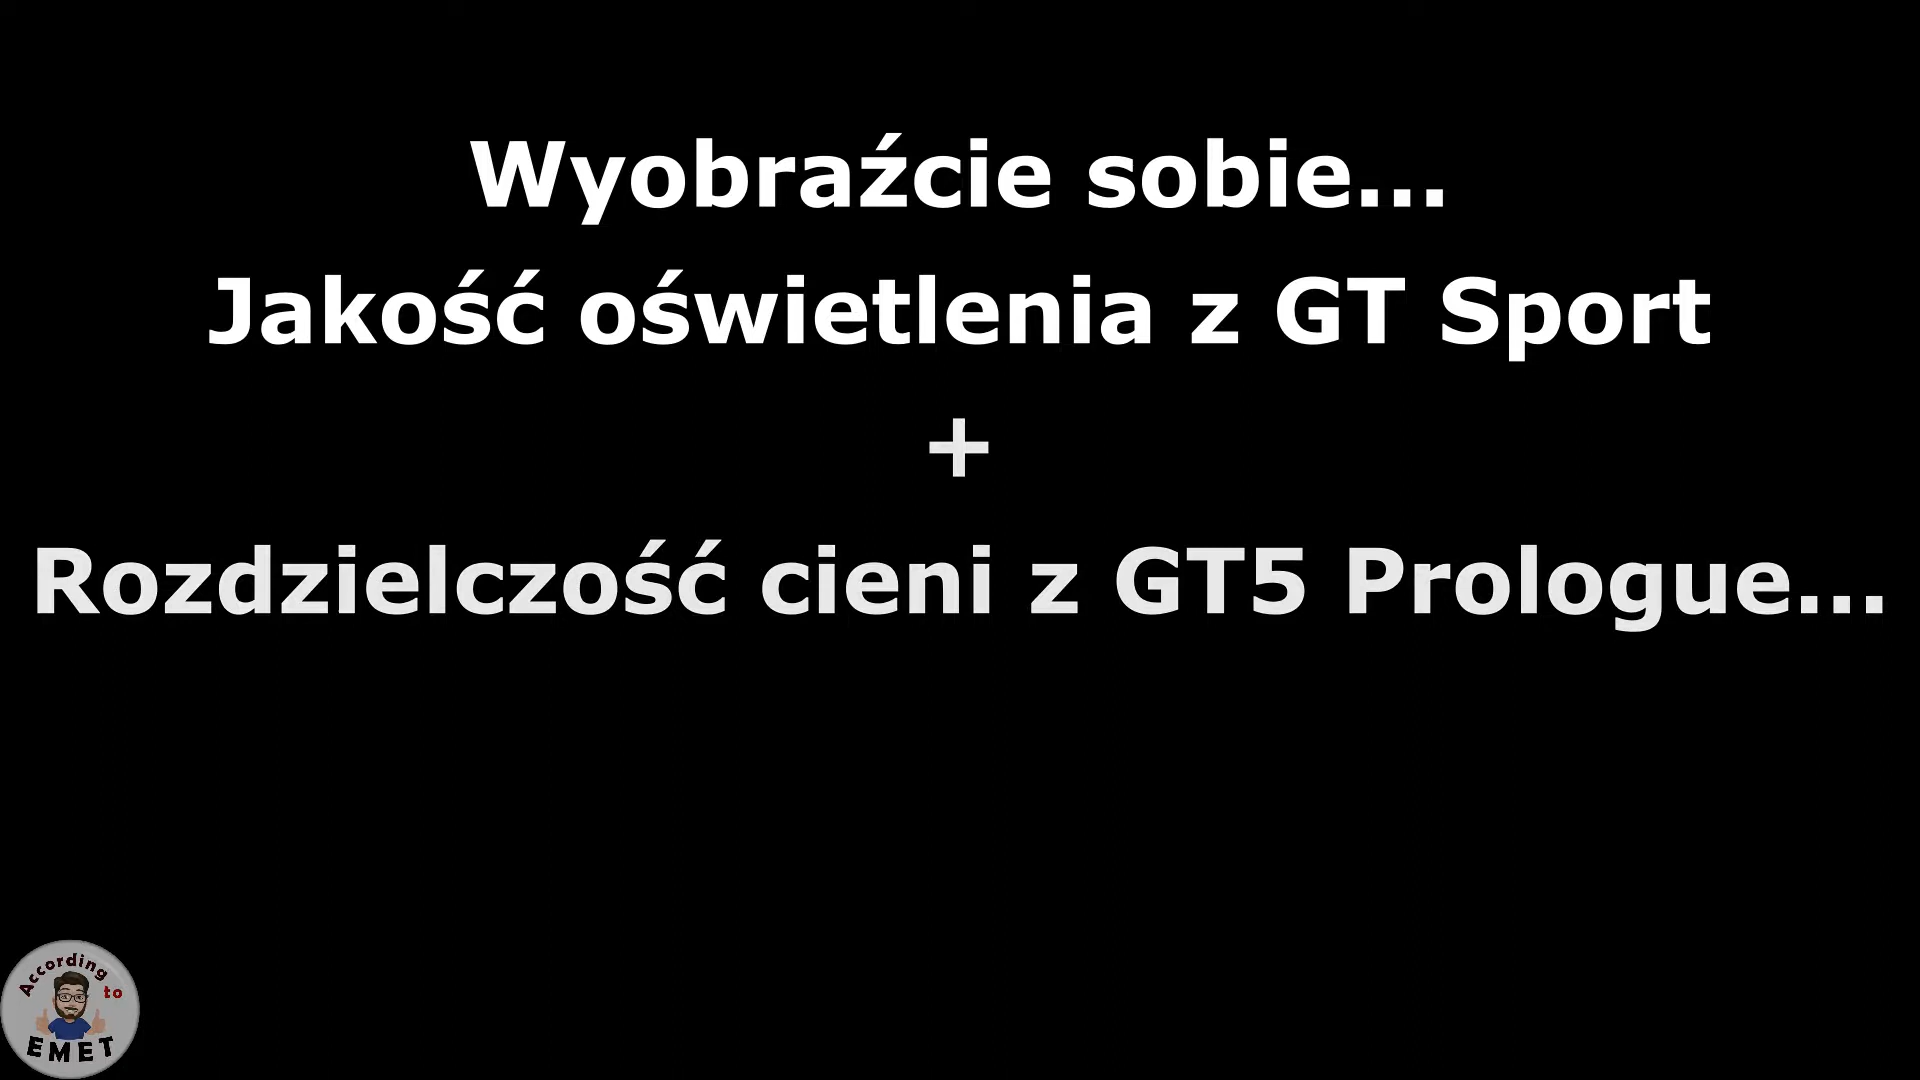 Wyobraźcie sobie...
Jakość oświetlenia z GT Sport
+
Rozdzielczość cieni z GT5 Prologue...
According to
EMET